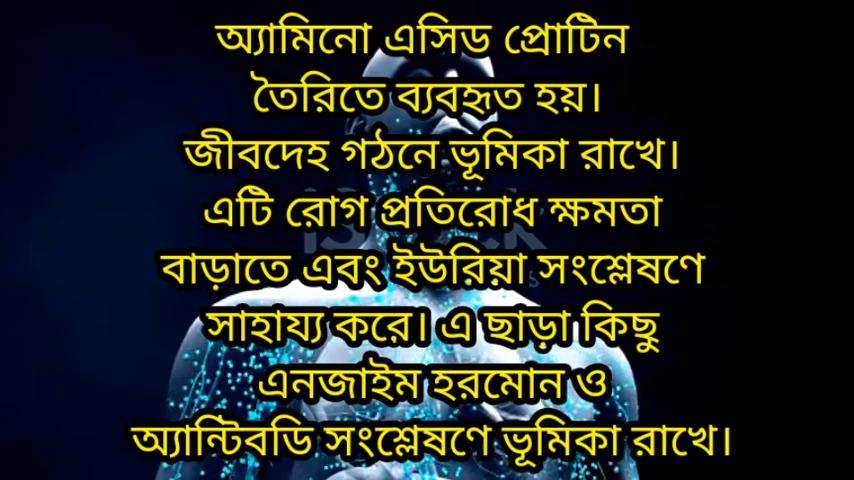 অ্যামিনো এসিড প্রোটিন
তৈরিতে ব্যবহৃত হয়।
জীবদেহ গঠনে ভূমিকা রাখে।
এটি রোগ প্রতিরোধ ক্ষমতা
বাড়াতে এবং ইউরিয়া সংশ্লেষণে
সাহায্য করে। এ ছাড়া কিছু
এনজাইম হরমোন ও
অ্যান্টিবডি সংশ্লেষণে ভূমিকা রাখে।